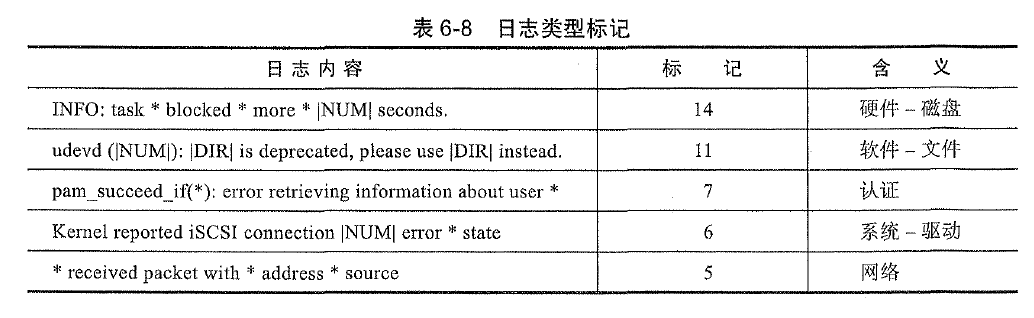 表 6-8 日志类型标记
日 志 内 容 标 记 含 义
INFO: task * blocked * more * |NUM| seconds. 14 硬件 – 磁盘
udevd (|NUM|): |DIR| is deprecated, please use |DIR| instead. 11 软件 – 文件
pam_succeed_if(*): error retrieving information about user * 7 认证
Kernel reported iSCSI connection |NUM| error * state 6 系统 – 驱动
* received packet with * address * source 5 网络